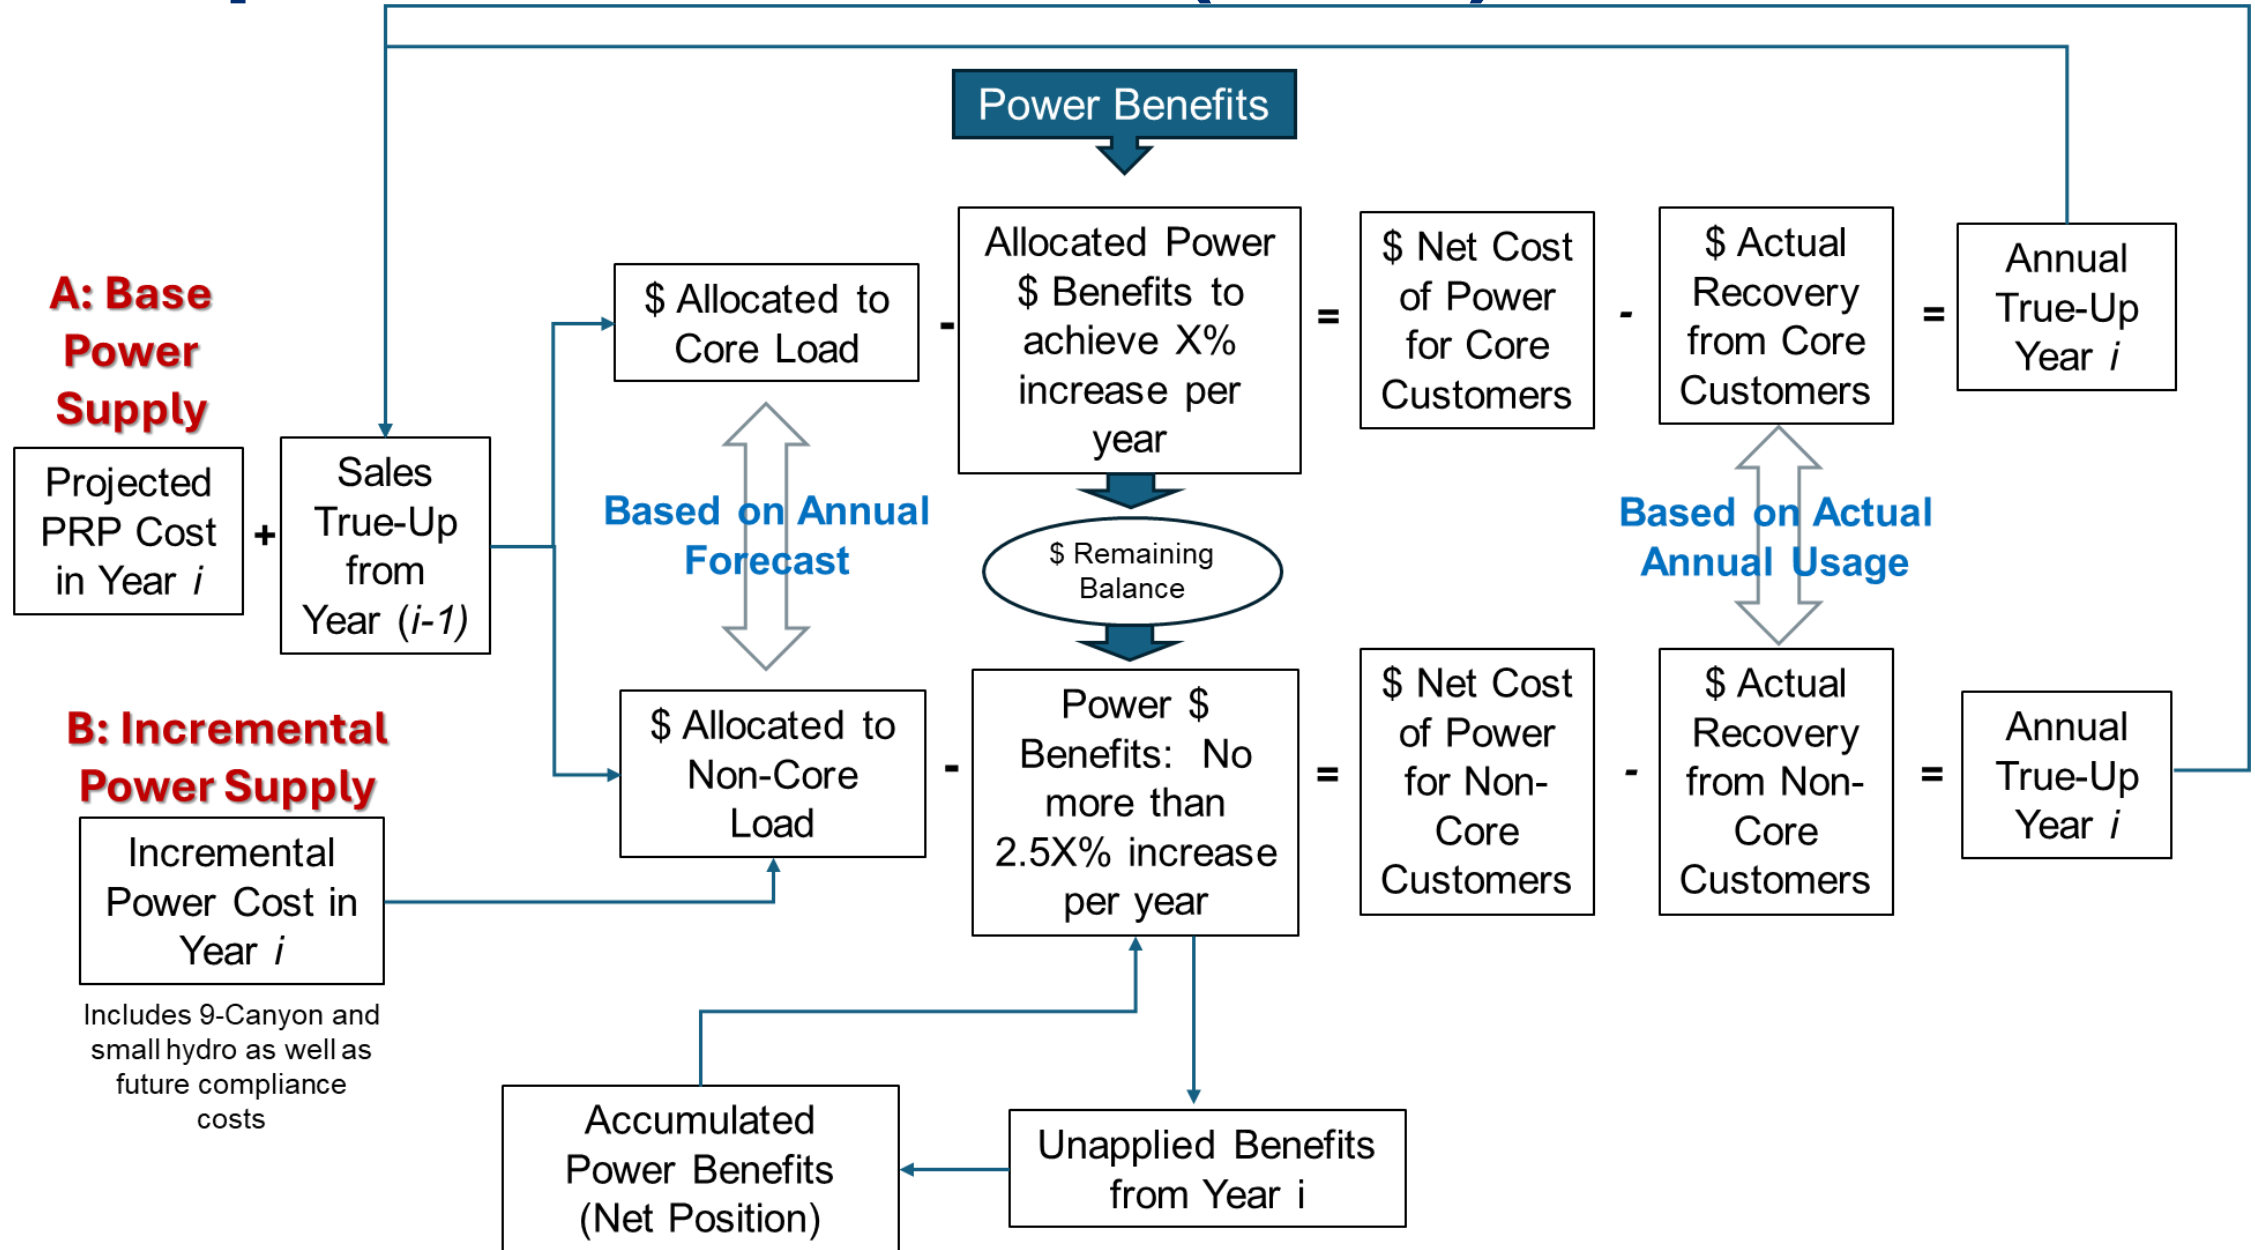 Power Benefits
A: Base
Power
Supply
Projected
PRP Cost
in Year i
+
Sales
True-Up
from
Year (i-1)
$ Allocated to
Core Load
-
Allocated Power
$ Benefits to
achieve X%
increase per
year
=
$ Net Cost
of Power
for Core
Customers
-
$ Actual
Recovery
from Core
Customers
=
Annual
True-Up
Year i
Based on Annual
Forecast
$ Remaining
Balance
Based on Actual
Annual Usage
B: Incremental
Power Supply
Incremental
Power Cost in
Year i
Includes 9-Canyon and
small hydro as well as
future compliance
costs
$ Allocated to
Non-Core
Load
-
Power $
Benefits: No
more than
2.5X% increase
per year
=
$ Net Cost
of Power
for Non-
Core
Customers
-
$ Actual
Recovery
from Non-
Core
Customers
=
Annual
True-Up
Year i
Accumulated
Power Benefits
(Net Position)
Unapplied Benefits
from Year i